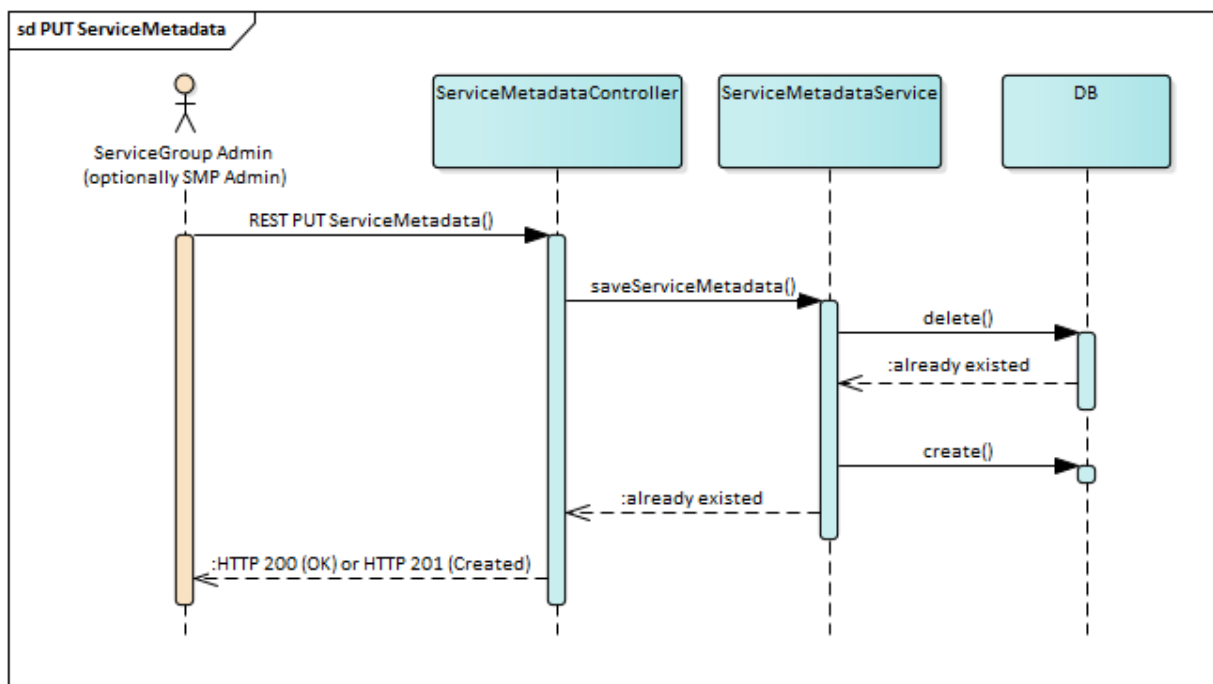 sd PUT ServiceMetadata
ServiceMetadataController
ServiceMetadataService
DB
ServiceGroup Admin
(optionally SMP Admin)
REST PUT ServiceMetadata()
saveServiceMetadata()
delete()
:already existed
create()
:already existed
:HTTP 200 (OK) or HTTP 201 (Created)